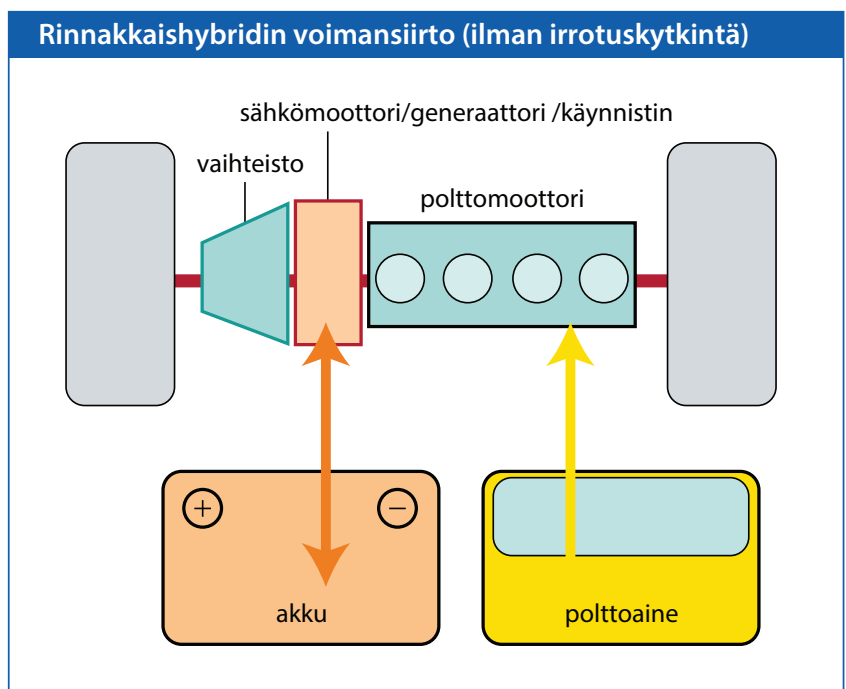 Rinnakkaishybridin voimansiirto (ilman irrotuskytkintä)
sähkömoottori/generaattori /käynnistin
vaihteisto
polttomoottori
+
−
akku
polttoaine